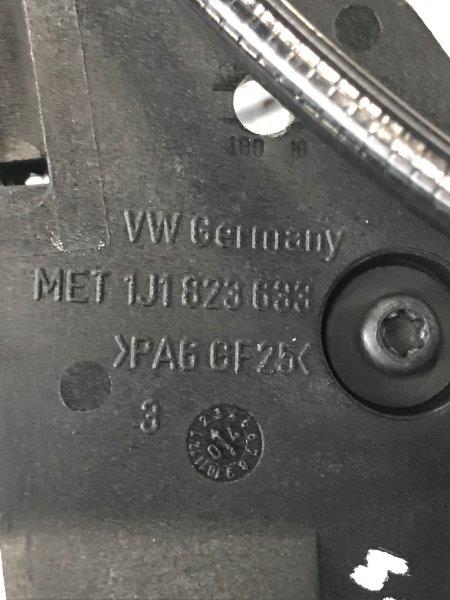 VW Germany
MET 1J1 823 633
>PA6 GF25<
3